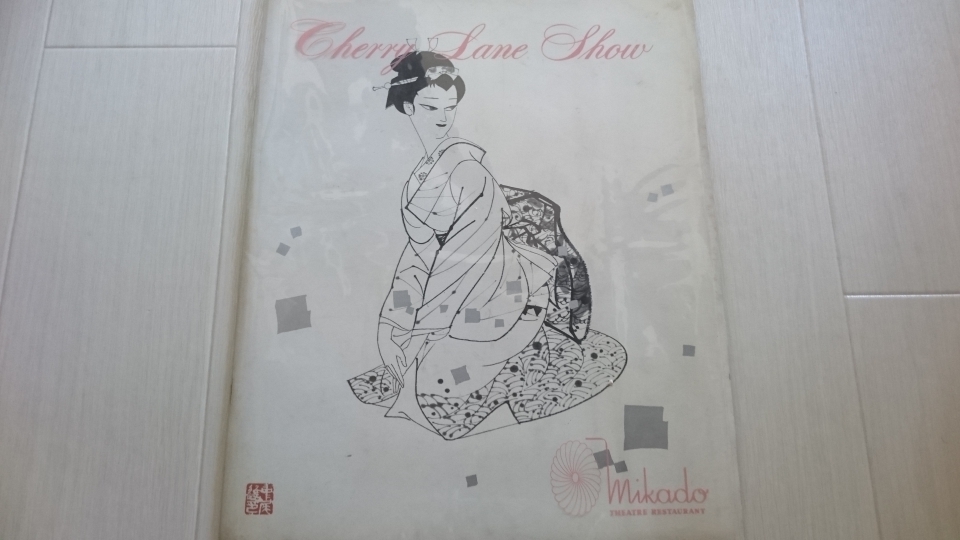 Cherry Lane Show
Mikado
THEATRE RESTAURANT